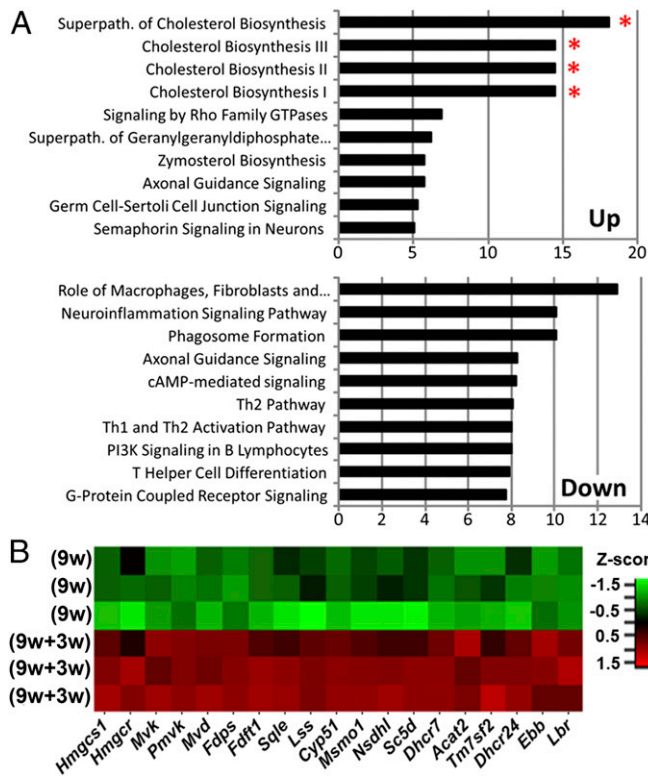 A
Superpath. of Cholesterol Biosynthesis *
Cholesterol Biosynthesis III *
Cholesterol Biosynthesis II *
Cholesterol Biosynthesis I *
Signaling by Rho Family GTPases
Superpath. of Geranylgeranyldiphosphate...
Zymosterol Biosynthesis
Axonal Guidance Signaling
Germ Cell-Sertoli Cell Junction Signaling
Semaphorin Signaling in Neurons
Up
0 5 10 15 20
Role of Macrophages, Fibroblasts and...
Neuroinflammation Signaling Pathway
Phagosome Formation
Axonal Guidance Signaling
cAMP-mediated signaling
Th2 Pathway
Th1 and Th2 Activation Pathway
PI3K Signaling in B Lymphocytes
T Helper Cell Differentiation
G-Protein Coupled Receptor Signaling
Down
0 2 4 6 8 10 12 14
B
(9w)
(9w)
(9w)
(9w+3w)
(9w+3w)
(9w+3w)
Z-score
-1.5
-0.5
0.5
1.5
Hmgcs1 Hmgcr Mvk Pmvk Mvd Fdps Fdft1 Sqle Lss Cyp51 Msmo1 Nsdhl Sc5d Dhcr7 Acat2 Tm7sf2 Dhcr24 Ebb Lbr